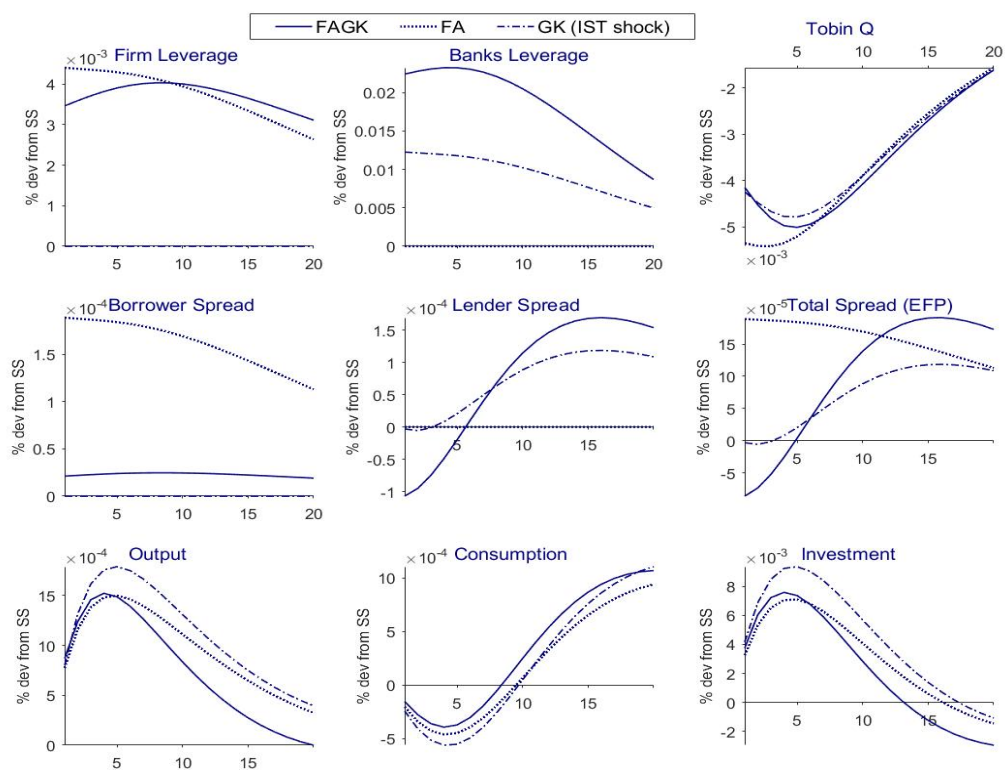 FAGK FA GK (IST shock)
× 10-3 Firm Leverage
% dev from SS
4
3
2
1
0
5 10 15 20
Banks Leverage
% dev from SS
0.02
0.015
0.01
0.005
0
5 10 15 20
Tobin Q
5 10 15 20
% dev from SS
-2
-3
-4
-5
× 10-3
× 10-4 Borrower Spread
% dev from SS
1.5
1
0.5
0
5 10 15 20
× 10-4 Lender Spread
% dev from SS
1.5
1
0.5
0
-0.5
-1
5 10 15
× 10-5 Total Spread (EFP)
% dev from SS
15
10
5
0
-5
5 10 15
× 10-4 Output
% dev from SS
15
10
5
0
5 10 15 20
× 10-4 Consumption
% dev from SS
10
5
0
-5
5 10 15
× 10-3 Investment
% dev from SS
8
6
4
2
0
-2
5 10 15